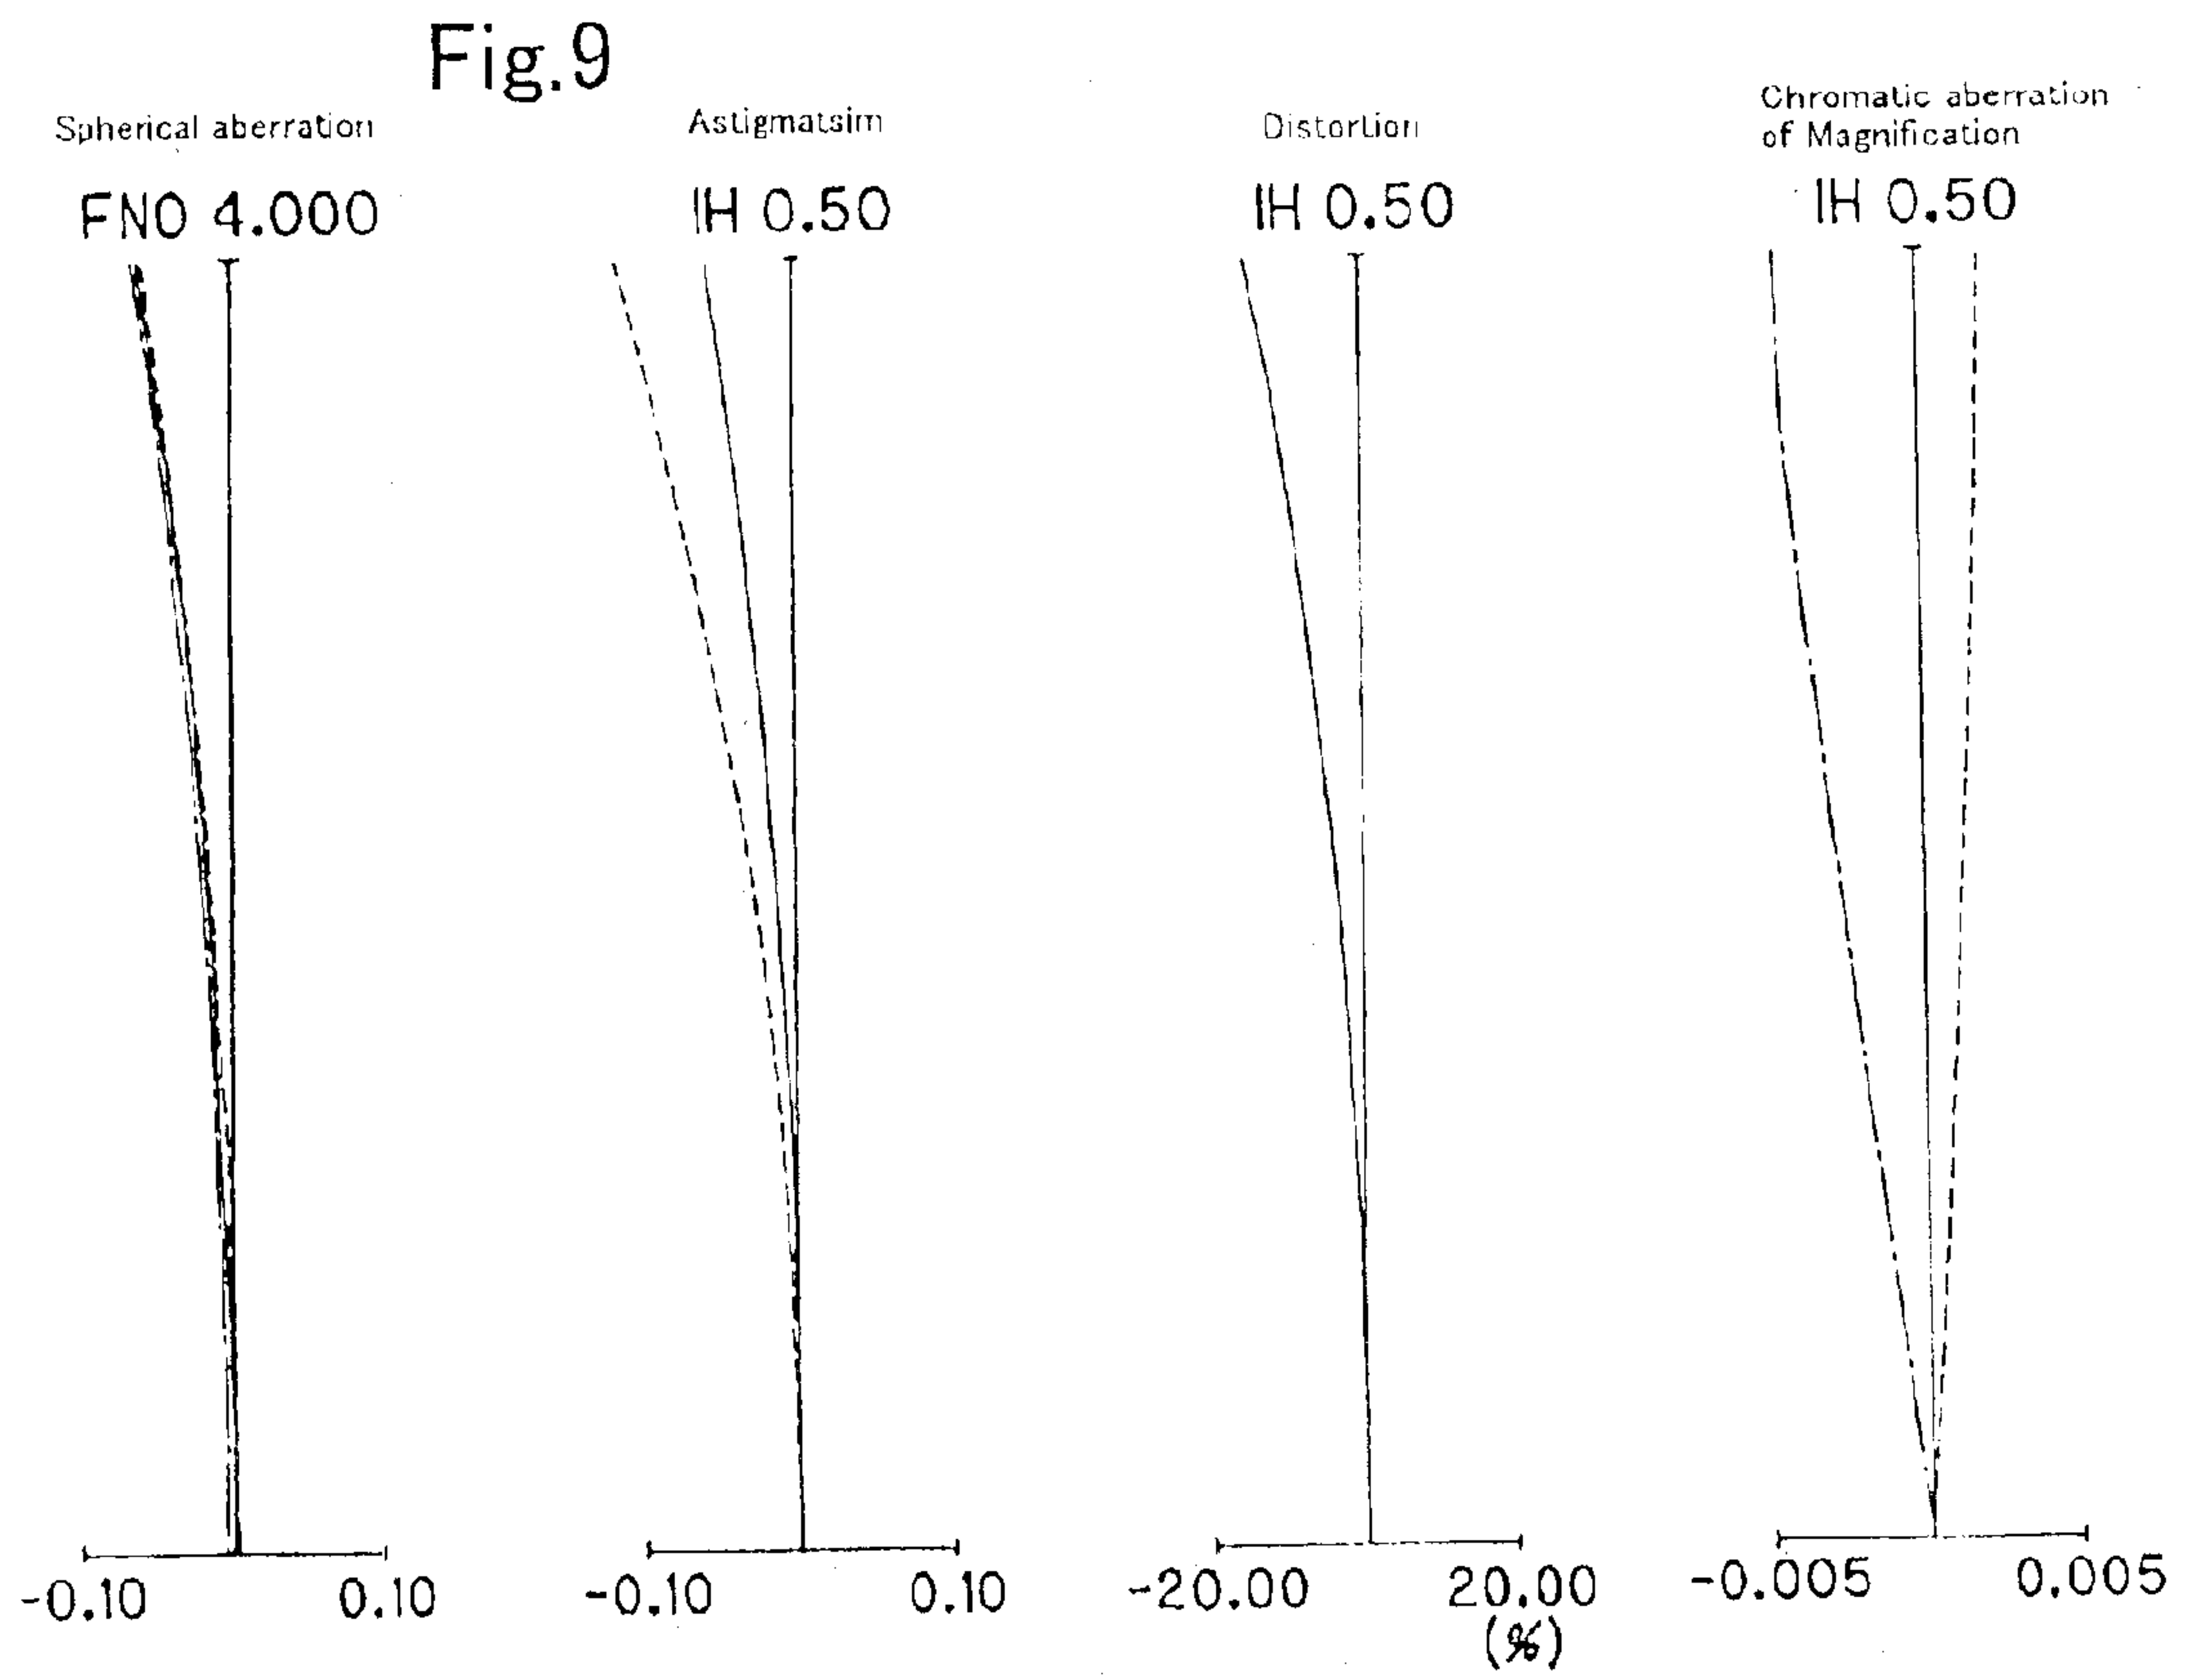 Fig.9
Spherical aberration
FNO 4.000
-0.10 0.10
Astigmatsim
IH 0.50
-0.10 0.10
Distortion
IH 0.50
-20.00 20.00
(%)
Chromatic aberration
of Magnification
IH 0.50
-0.005 0.005